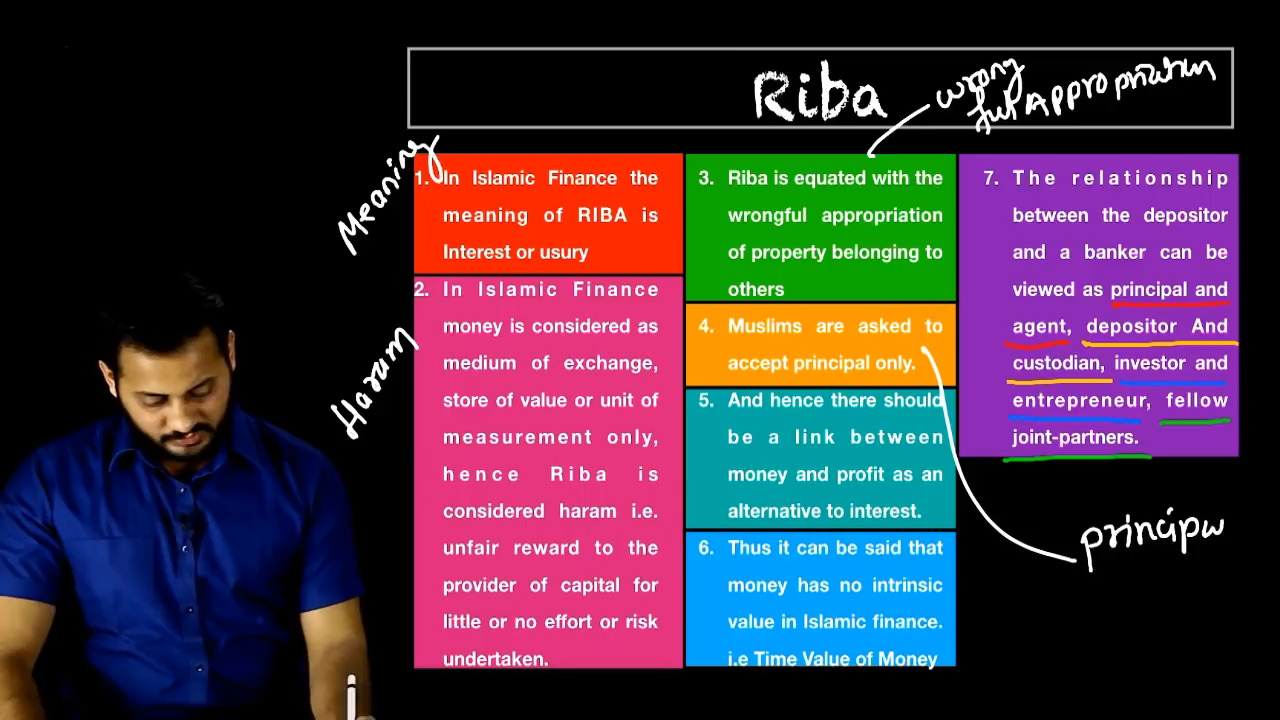 Riba
wrong
ful Appropriation
Meaning
1. In Islamic Finance the
meaning of RIBA is
Interest or usury
Haram
2. In Islamic Finance
money is considered as
medium of exchange,
store of value or unit of
measurement only,
hence Riba is
considered haram i.e.
unfair reward to the
provider of capital for
little or no effort or risk
undertaken.
3. Riba is equated with the
wrongful appropriation
of property belonging to
others
4. Muslims are asked to
accept principal only.
5. And hence there should
be a link between
money and profit as an
alternative to interest.
6. Thus it can be said that
money has no intrinsic
value in Islamic finance.
i.e Time Value of Money
7. The relationship
between the depositor
and a banker can be
viewed as principal and
agent, depositor And
custodian, investor and
entrepreneur, fellow
joint-partners.